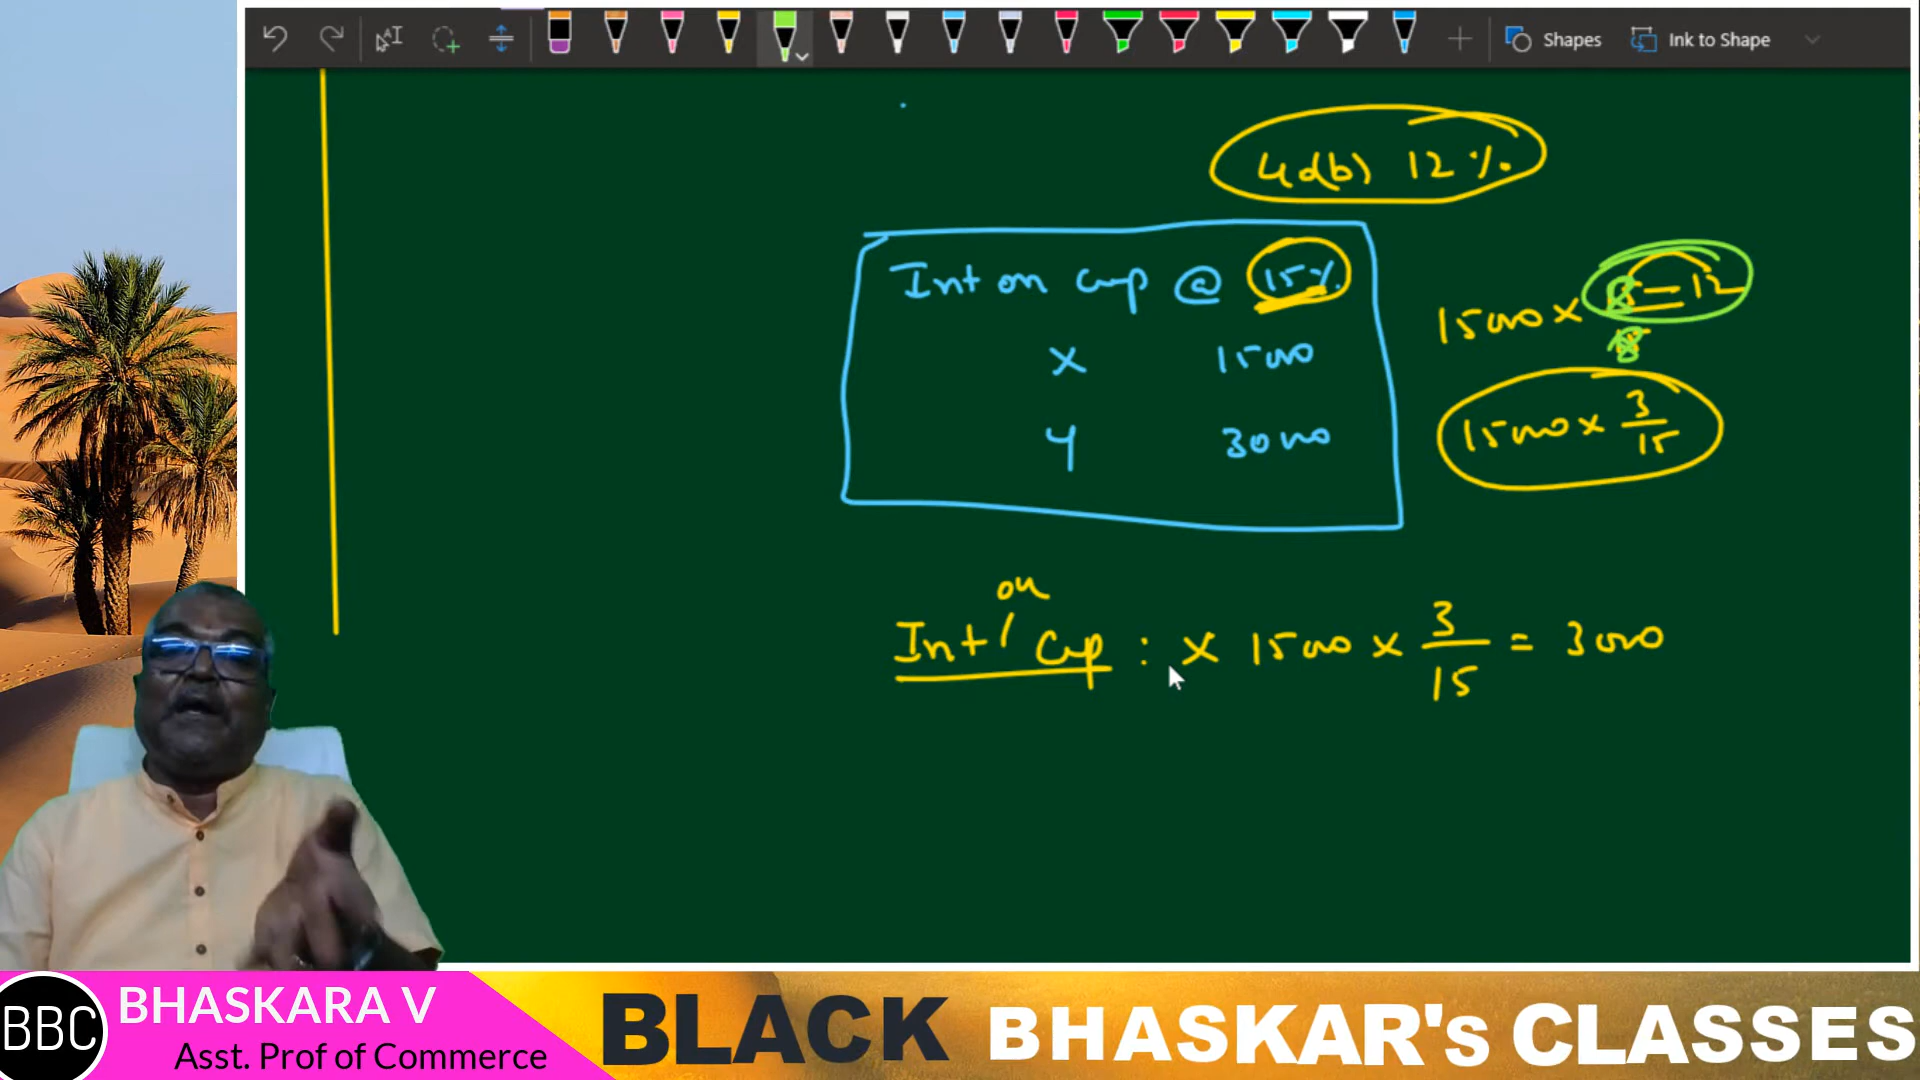 Shapes
Ink to Shape
4d(b) 12%
Int on Cap @ 15%
X 15000
Y 30000
15000 × 15-12
15
15000 × 3/15
Int on Cap : X 15000 × 3/15 = 3000
BBC
BHASKARA V
Asst. Prof of Commerce
BLACK BHASKAR's CLASSES